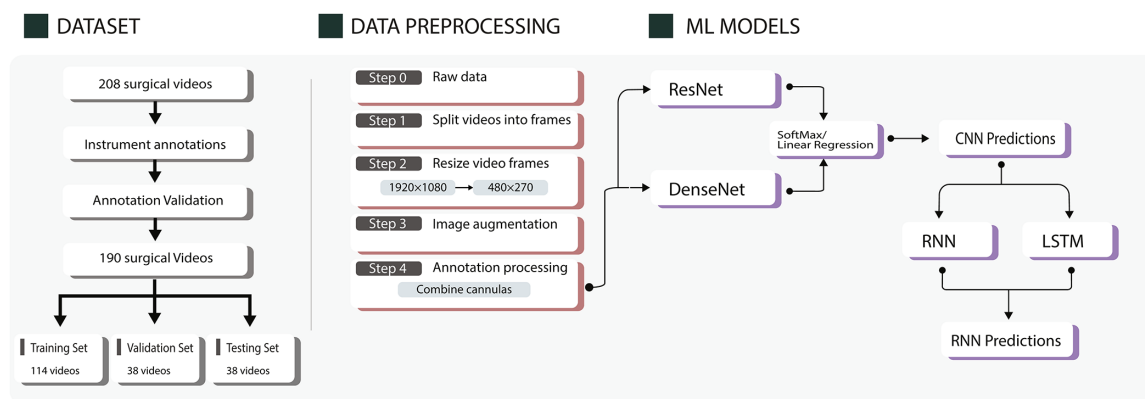 DATASET
208 surgical videos
Instrument annotations
Annotation Validation
190 surgical Videos
Training Set
114 videos
Validation Set
38 videos
Testing Set
38 videos
DATA PREPROCESSING
Step 0 Raw data
Step 1 Split videos into frames
Step 2 Resize video frames
1920×1080 480×270
Step 3 Image augmentation
Step 4 Annotation processing
Combine cannulas
ML MODELS
ResNet
DenseNet
SoftMax/
Linear Regression
CNN Predictions
RNN
LSTM
RNN Predictions